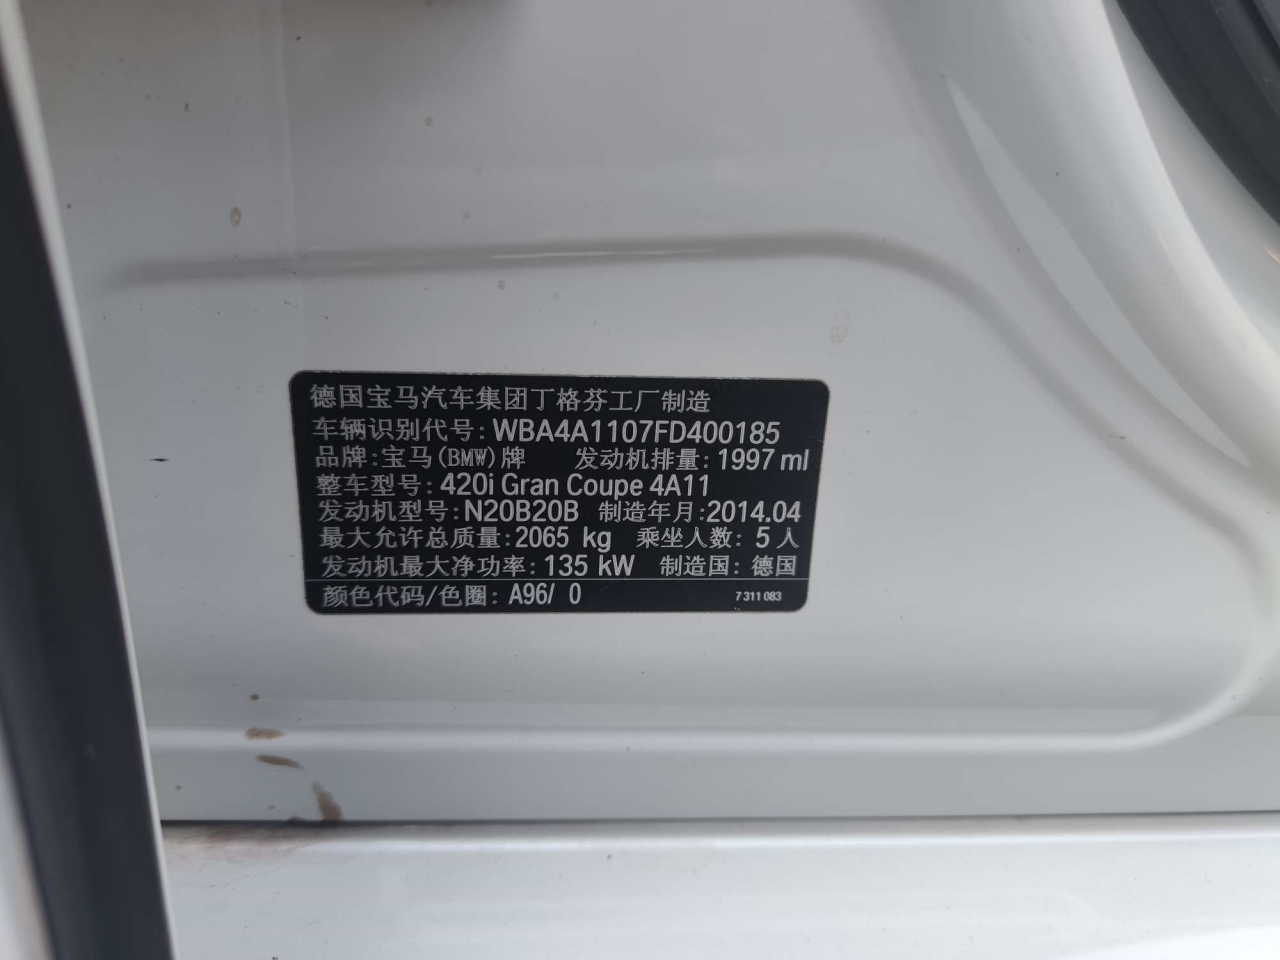 德国宝马汽车集团丁格芬工厂制造
车辆识别代号: WBA4A1107FD400185
品牌: 宝马(BMW)牌 发动机排量: 1997 ml
整车型号: 420i Gran Coupe 4A11
发动机型号: N20B20B 制造年月: 2014.04
最大允许总质量: 2065 kg 乘坐人数: 5 人
发动机最大净功率: 135 kW 制造国: 德国
颜色代码/色圈: A96/ 0 7 311 083